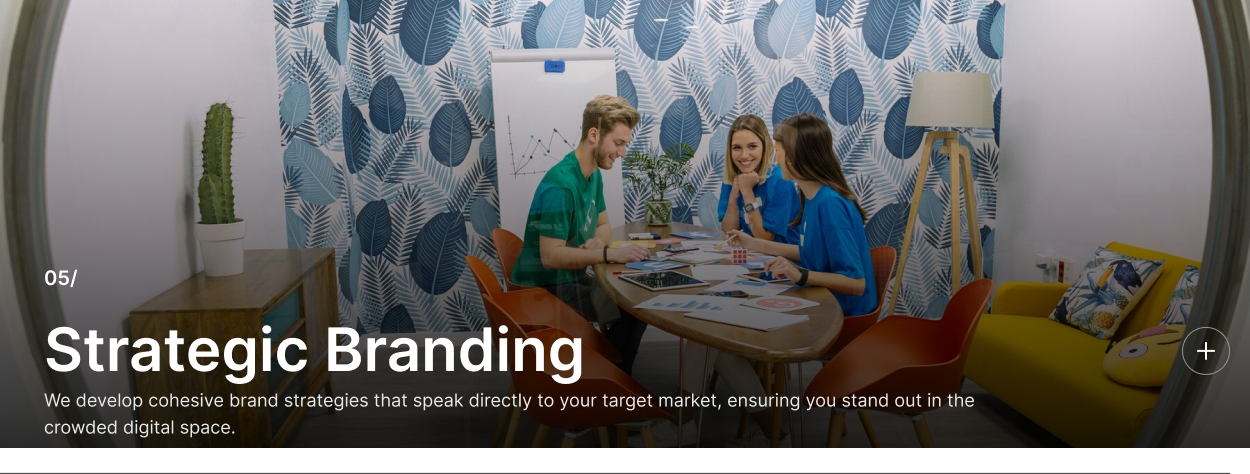 05/
Strategic Branding
We develop cohesive brand strategies that speak directly to your target market, ensuring you stand out in the
crowded digital space.